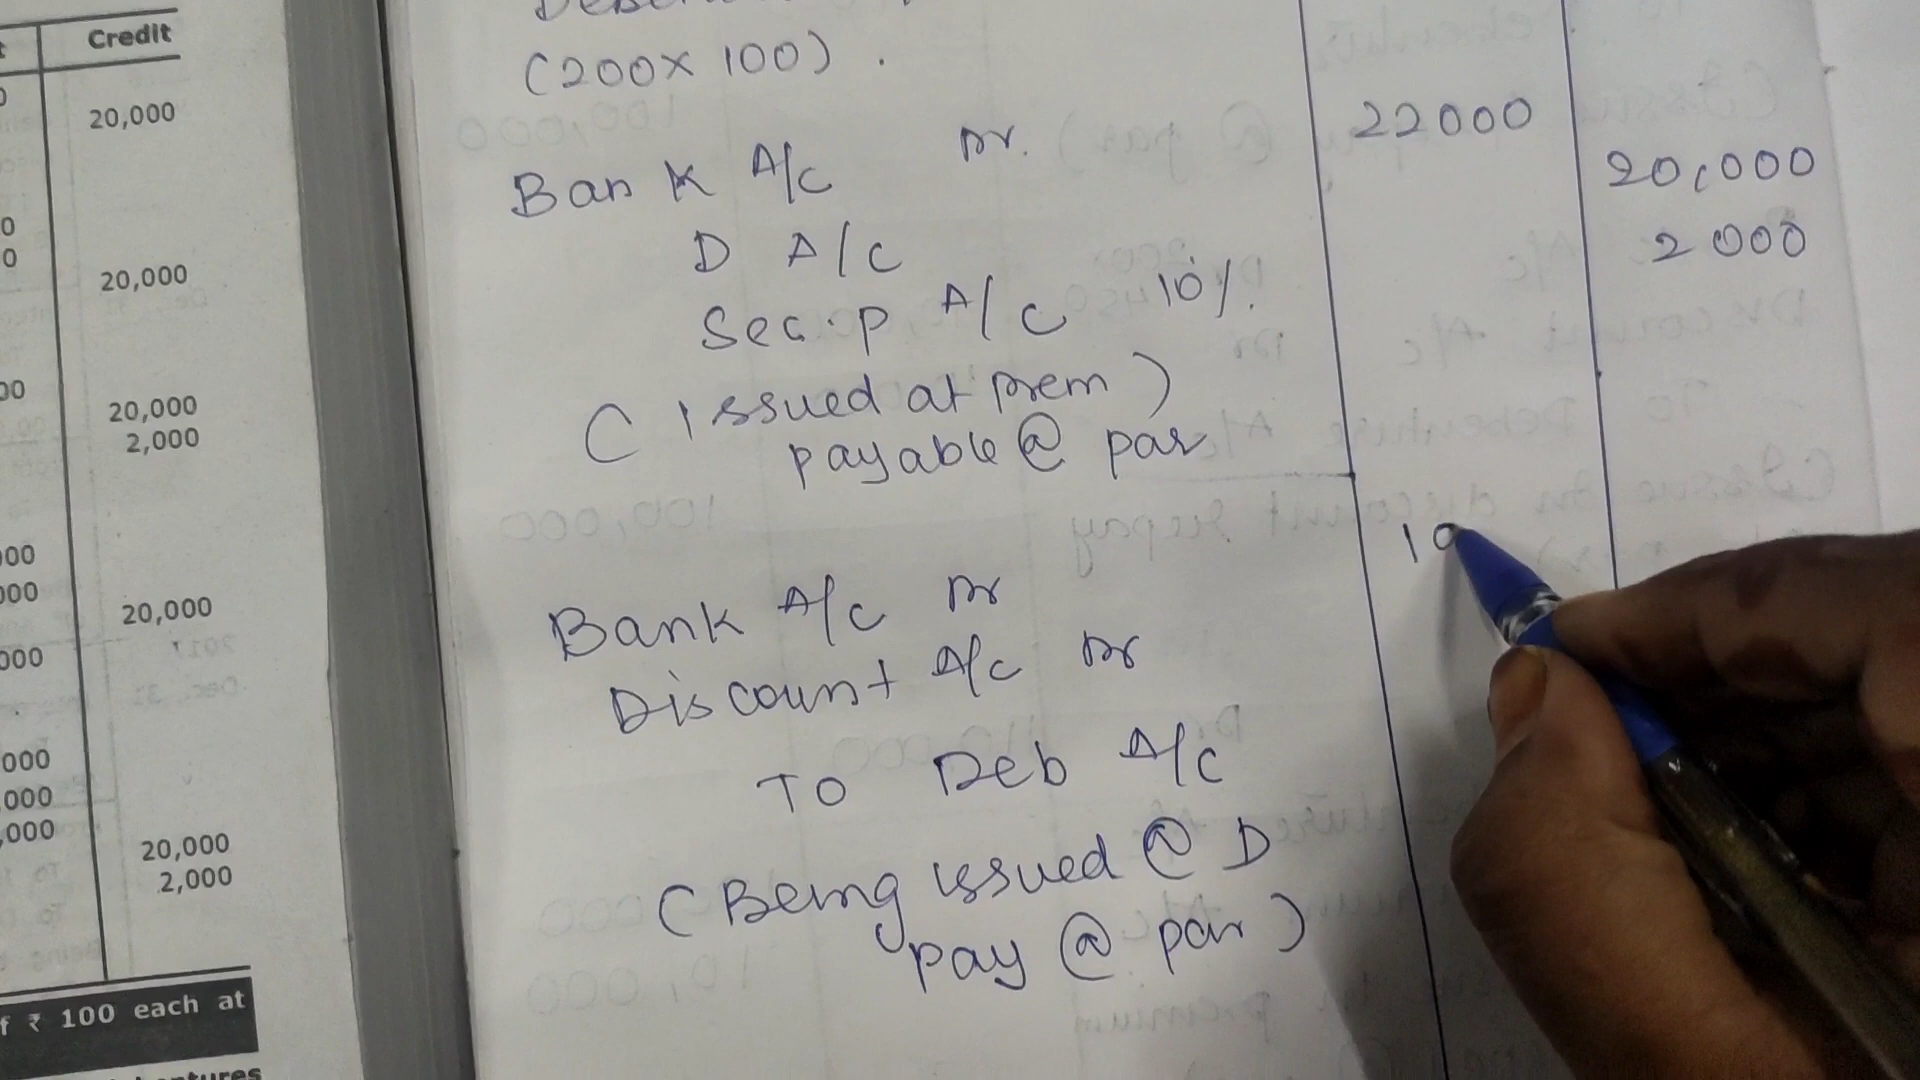 Credit
20,000
20,000
20,000
2,000
20,000
20,000
2,000
₹ 100 each at
(200x 100).
Bank A/c Dr. 22000
D A/c 20,000
Sec.P A/c 10%. 2000
(issued at prem)
payable @ par
Bank A/c Dr 10
Discount A/c Dr
To Deb A/c
(Being issued @ D
pay @ par)